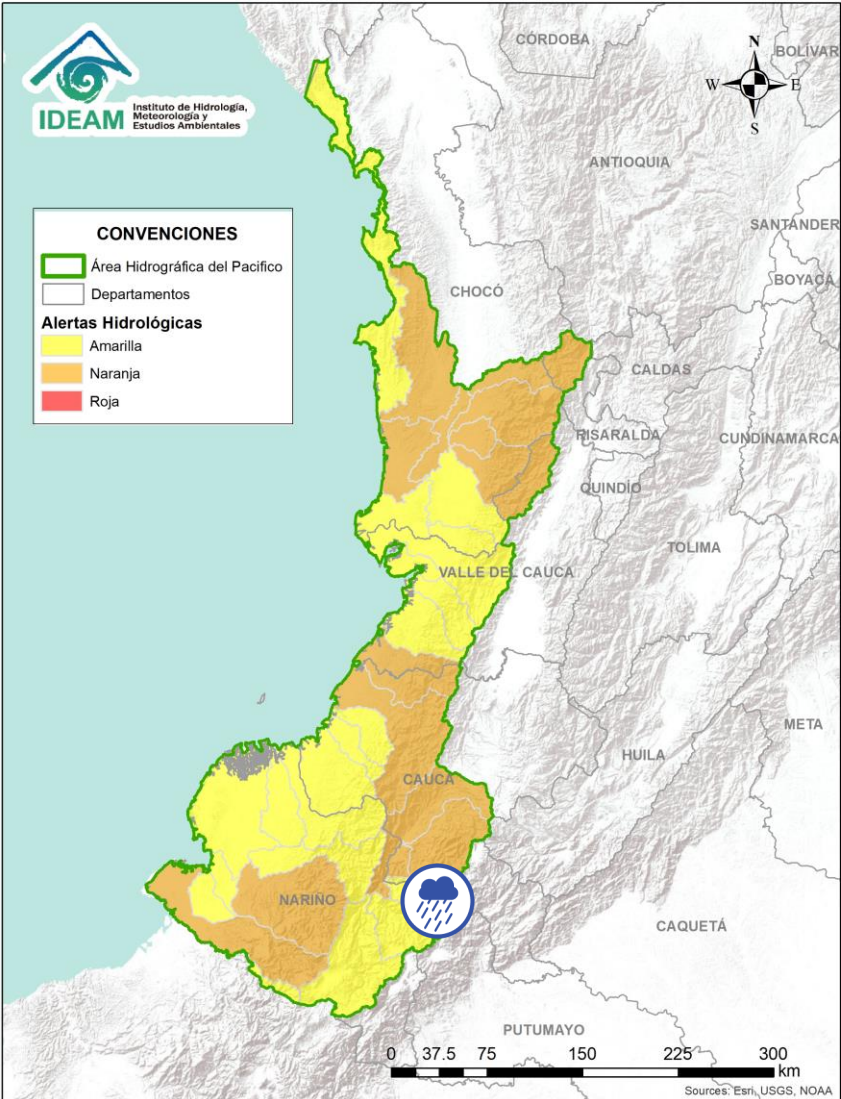 IDEAM
Instituto de Hidrología,
Meteorología y
Estudios Ambientales
CÓRDOBA
BOLÍVAR
N
W
E
S
ANTIOQUIA
SANTANDER
BOYACÁ
CONVENCIONES
Área Hidrográfica del Pacifico
Departamentos
Alertas Hidrológicas
Amarilla
Naranja
Roja
CHOCÓ
CALDAS
RISARALDA
CUNDINAMARCA
QUINDÍO
TOLIMA
VALLE DEL CAUCA
META
HUILA
CAUCA
NARIÑO
CAQUETÁ
PUTUMAYO
0 37.5 75 150 225 300
km
Sources: Esri, USGS, NOAA